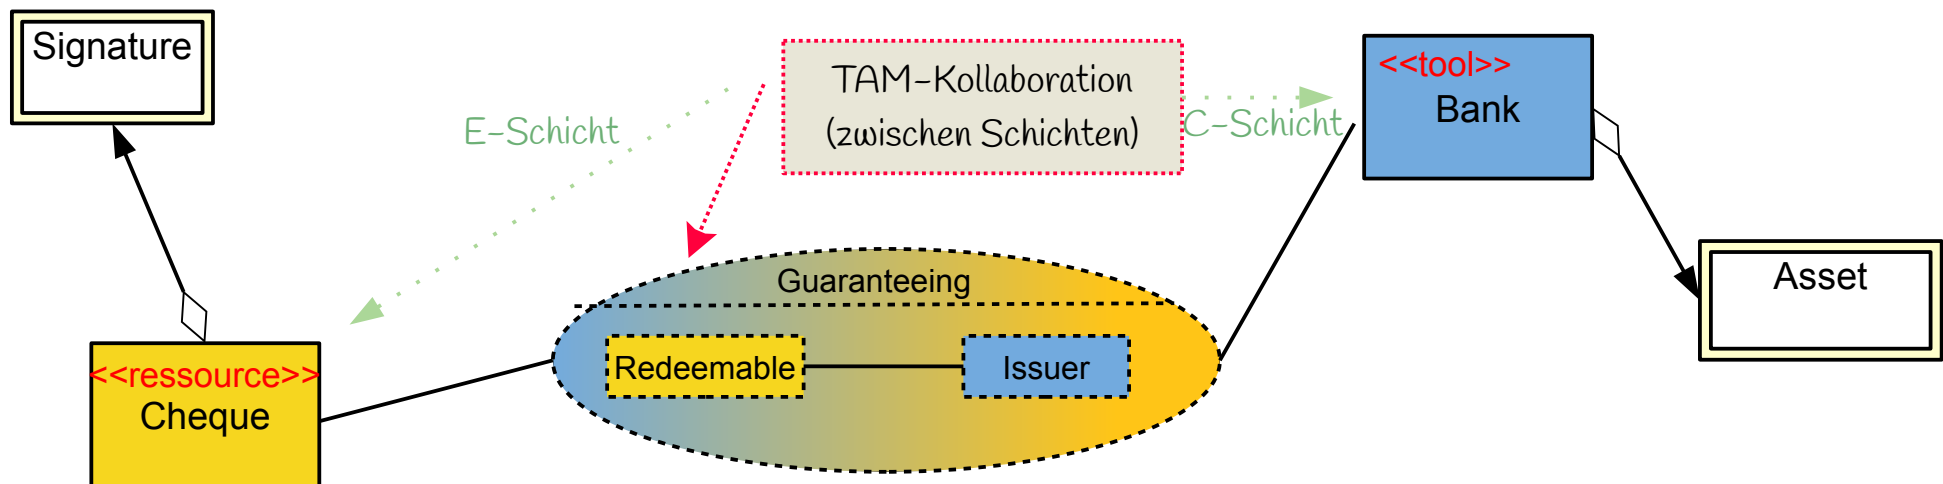 Signature
TAM-Kollaboration
(zwischen Schichten)
<<tool>>
Bank
E-Schicht
C-Schicht
Guaranteeing
Asset
Redeemable
Issuer
<<ressource>>
Cheque